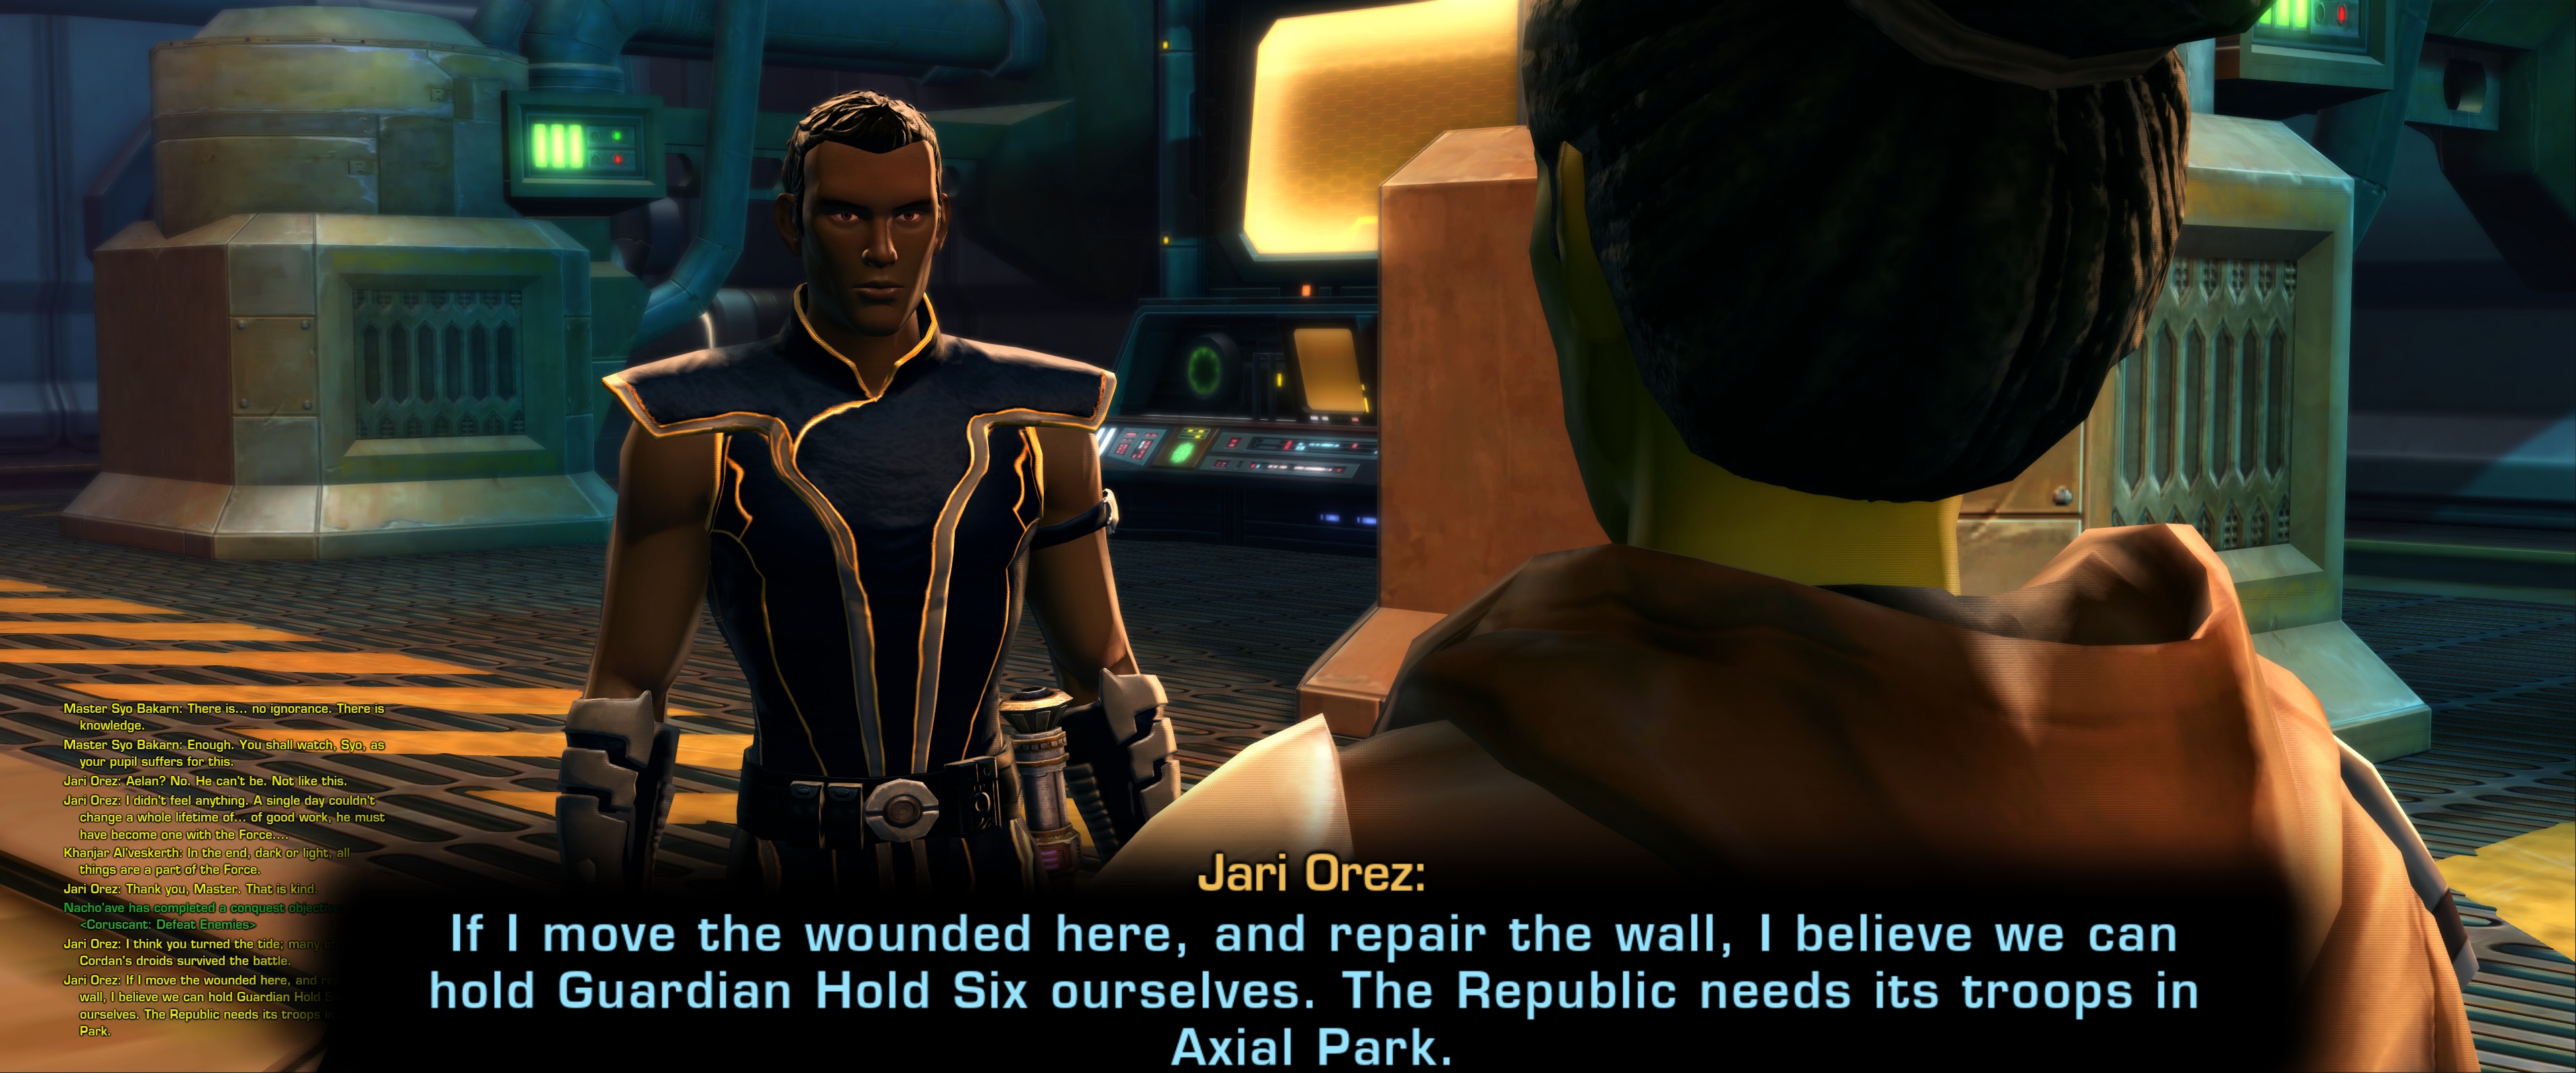 Master Syo Bakarn: There is... no ignorance. There is
knowledge.
Master Syo Bakarn: Enough. You shall watch, Syo, as
your pupil suffers for this.
Jari Orez: Aelan? No. He can't be. Not like this.
Jari Orez: I didn't feel anything. A single day couldn't
change a whole lifetime of... of good work, he must
have become one with the Force....
Khanjar Al'veskerth: In the end, dark or light, all
things are a part of the Force.
Jari Orez: Thank you, Master. That is kind.
Nacho'ave has completed a conquest objective
<Coruscant: Defeat Enemies>
Jari Orez: I think you turned the tide; many of
Cordan's droids survived the battle.
Jari Orez: If I move the wounded here, and
wall, I believe we can hold Guardian Hold
ourselves. The Republic needs its troops in
Park.
Jari Orez:
If I move the wounded here, and repair the wall, I believe we can
hold Guardian Hold Six ourselves. The Republic needs its troops in
Axial Park.